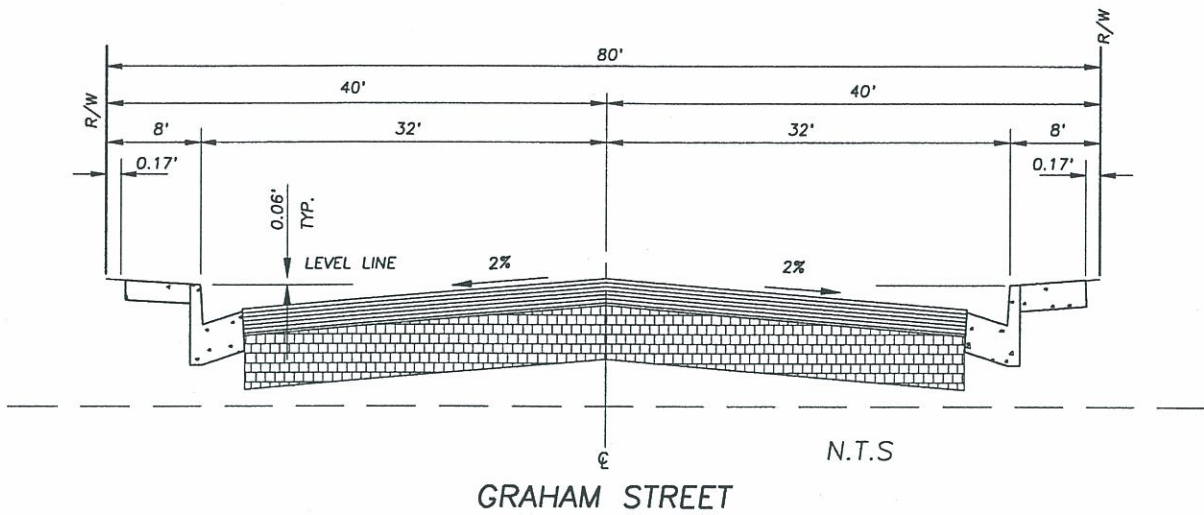 R/W
80'
R/W
40'
40'
8'
32'
32'
8'
0.17'
0.17'
0.06'
TYP.
LEVEL LINE
2%
2%
℄
N.T.S
GRAHAM STREET